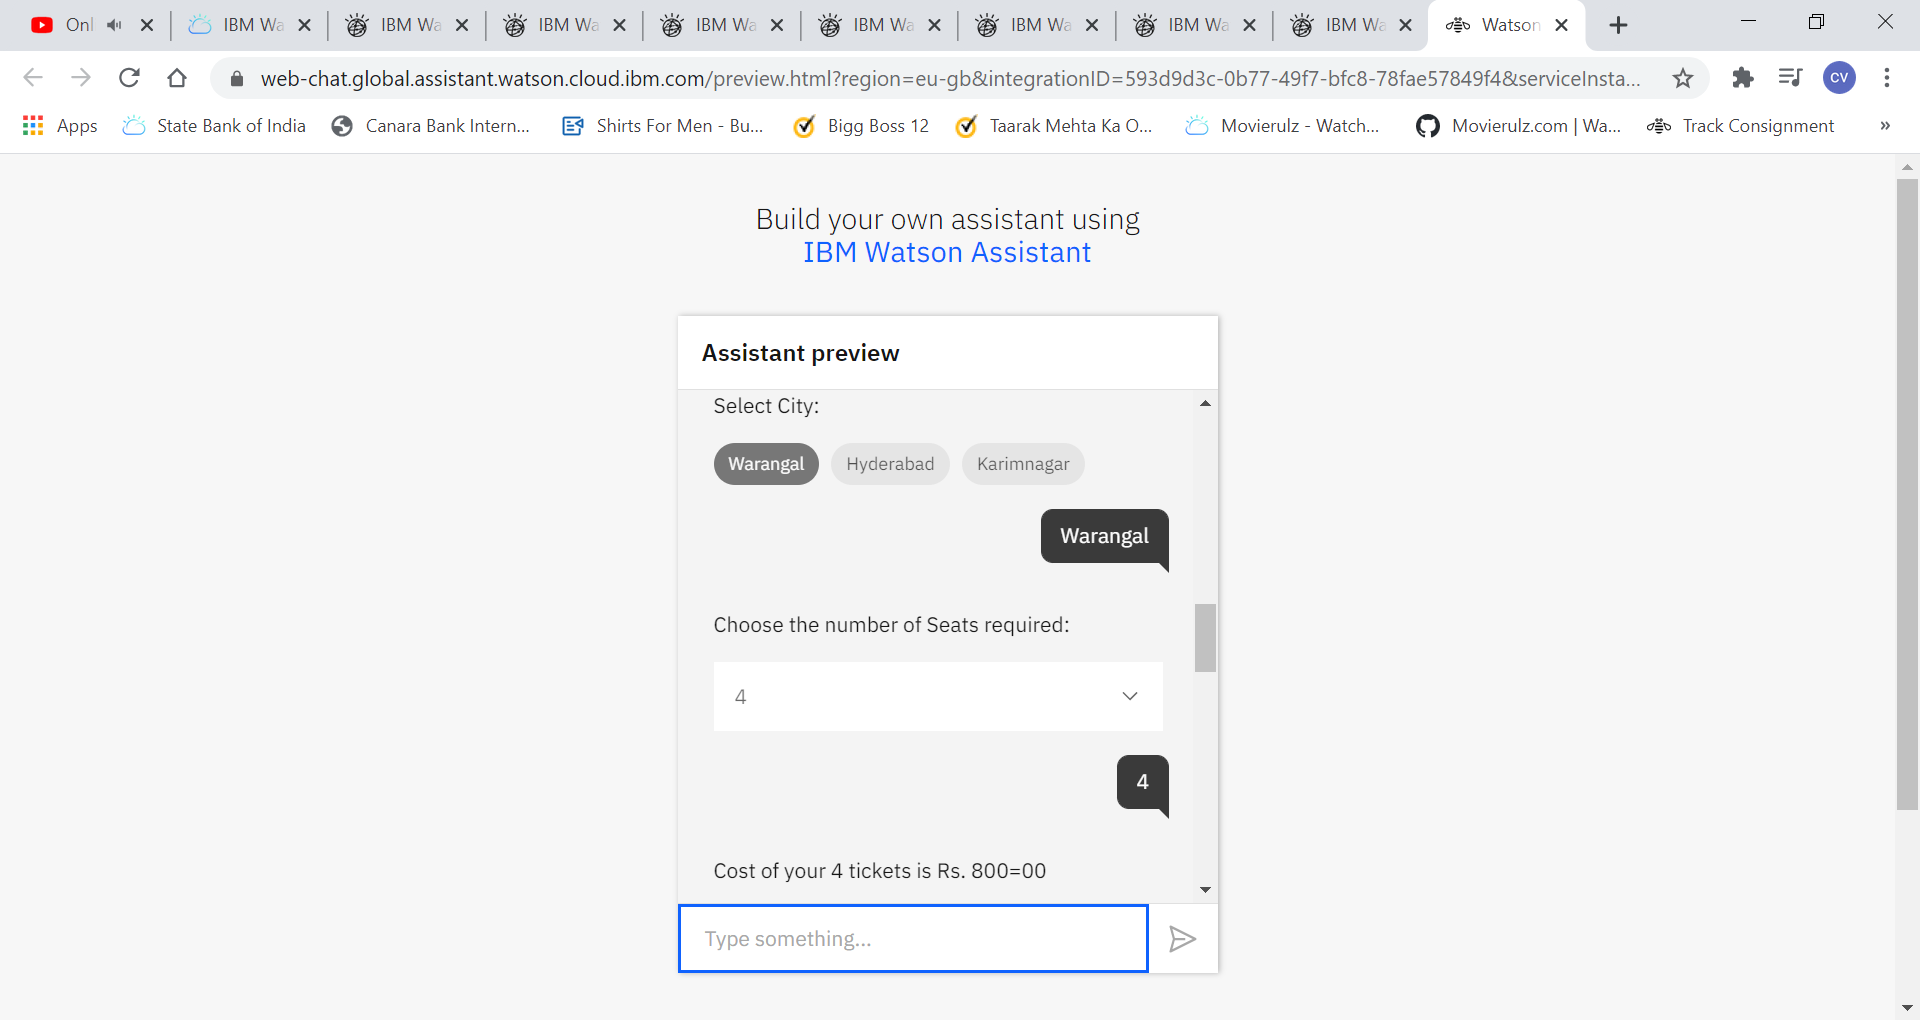 Onl
IBM Wa
IBM Wa
IBM Wa
IBM Wa
IBM Wa
IBM Wa
IBM Wa
IBM Wa
Watson
web-chat.global.assistant.watson.cloud.ibm.com/preview.html?region=eu-gb&integrationID=593d9d3c-0b77-49f7-bfc8-78fae57849f4&serviceInsta...
CV
Apps
State Bank of India
Canara Bank Intern...
Shirts For Men - Bu...
Bigg Boss 12
Taarak Mehta Ka O...
Movierulz - Watch...
Movierulz.com | Wa...
Track Consignment
»
Build your own assistant using
IBM Watson Assistant
Assistant preview
Select City:
Warangal Hyderabad Karimnagar
Warangal
Choose the number of Seats required:
4
4
Cost of your 4 tickets is Rs. 800=00
Type something...